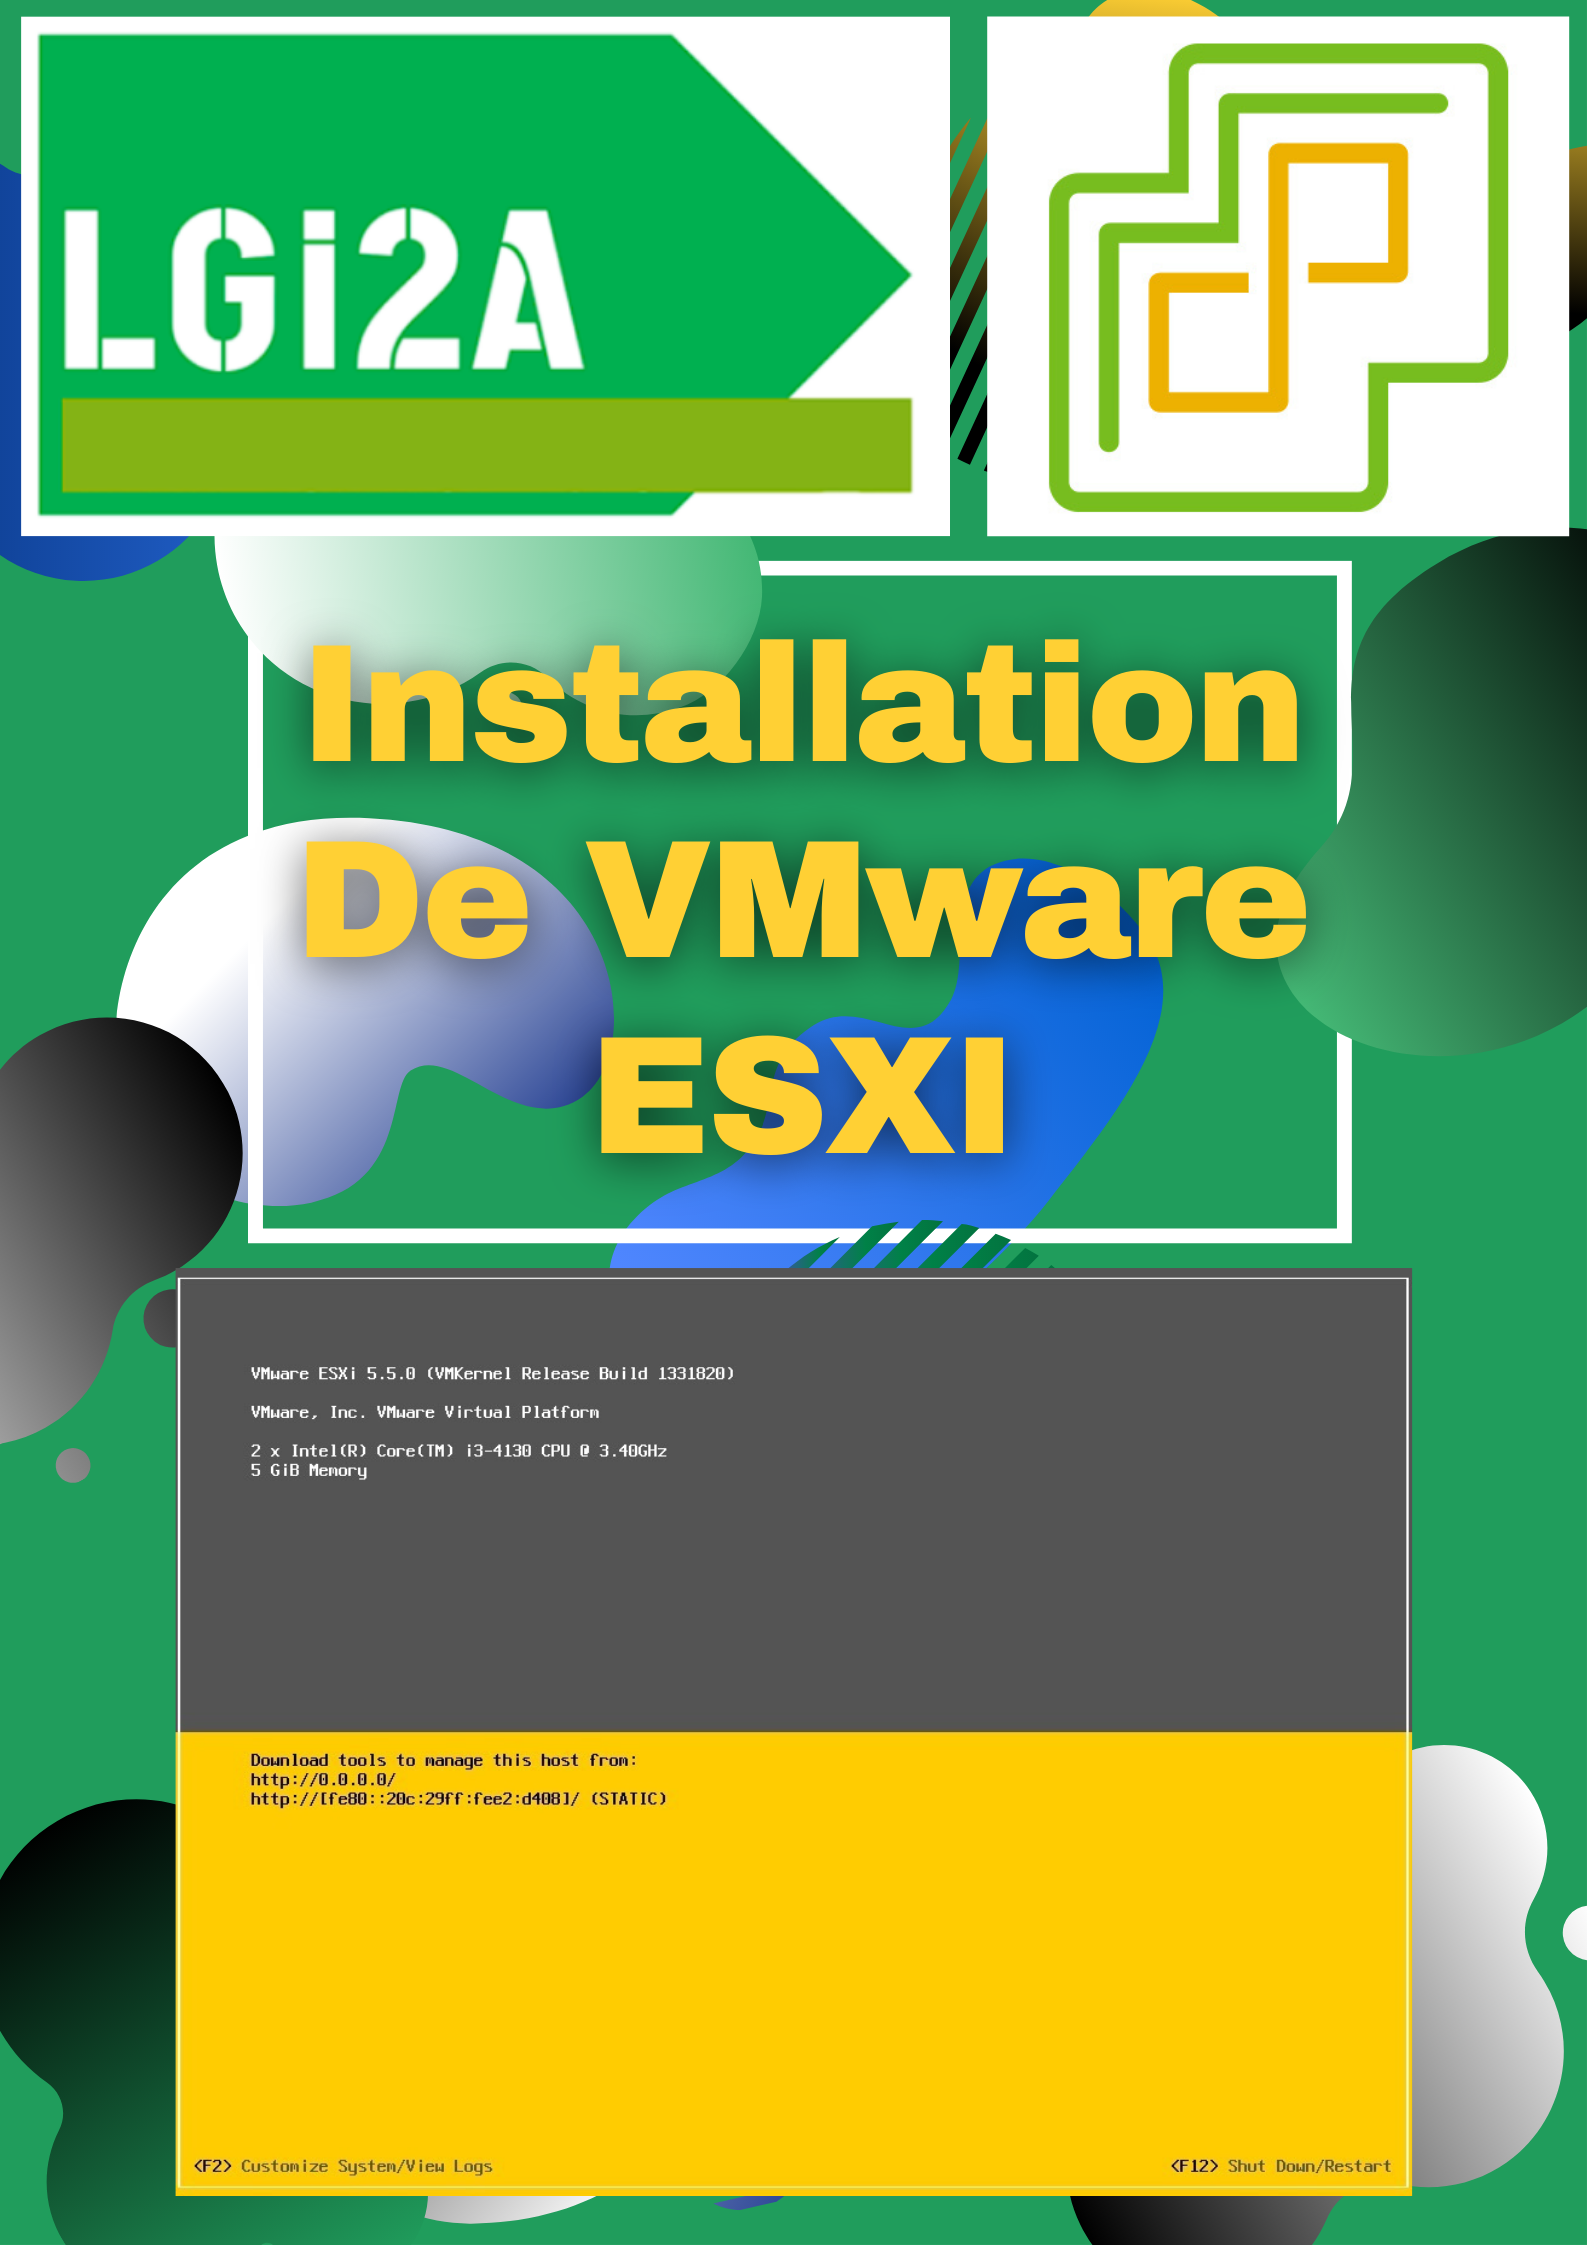 LGi2A
Installation
De VMware
ESXI
VMware ESXi 5.5.0 (VMKernel Release Build 1331820)
VMware, Inc. VMware Virtual Platform
2 x Intel(R) Core(TM) i3-4130 CPU @ 3.40GHz
5 GiB Memory
Download tools to manage this host from:
http://0.0.0.0/
http://[fe80::20c:29ff:fee2:d408]/ (STATIC)
<F2> Customize System/View Logs
<F12> Shut Down/Restart